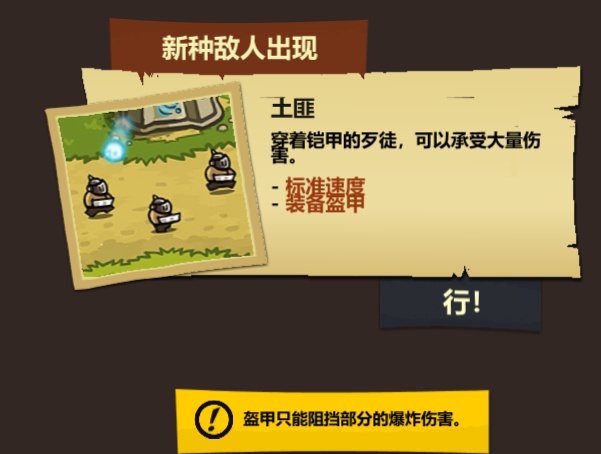 新种敌人出现
土匪
穿着铠甲的歹徒，可以承受大量伤
害。
- 标准速度
- 装备盔甲
行！
盔甲只能阻挡部分的爆炸伤害。